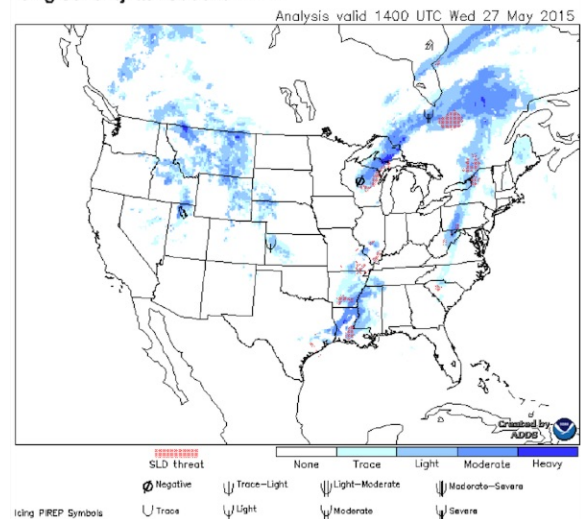 Analysis valid 1400 UTC Wed 27 May 2015
Created by
ADDS
SLD threat
None Trace Light Moderate Heavy
Negative Trace-Light Light-Moderate Moderate-Severe
Icing PIREP Symbols Trace Light Moderate Severe